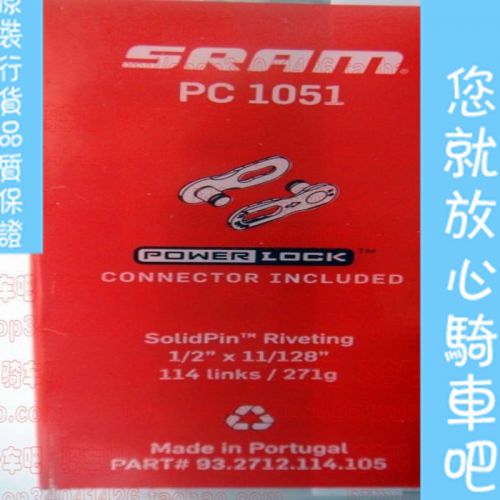 原裝行貨品質保證
SRAM®
PC 1051
POWER LOCK™
CONNECTOR INCLUDED
SolidPin™ Riveting
1/2" x 11/128"
114 links / 271g
Made in Portugal
PART# 93.2712.114.105
您就放心騎車吧